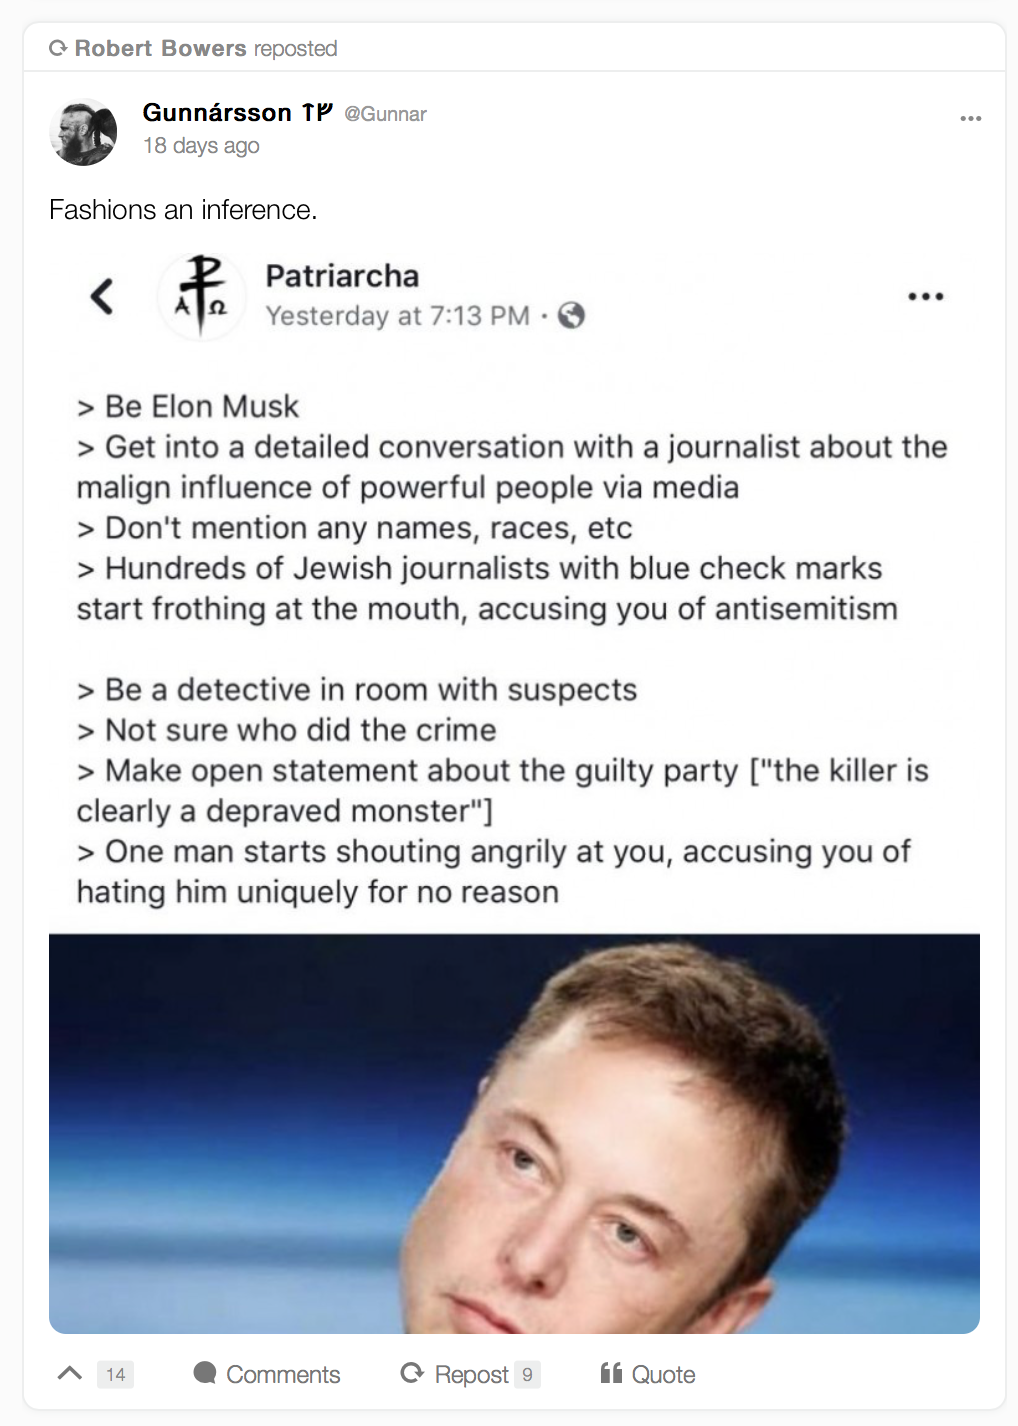 Robert Bowers reposted
Gunnársson @Gunnar
18 days ago
Fashions an inference.
Patriarcha
Yesterday at 7:13 PM ·
Α Ω
> Be Elon Musk
> Get into a detailed conversation with a journalist about the
malign influence of powerful people via media
> Don't mention any names, races, etc
> Hundreds of Jewish journalists with blue check marks
start frothing at the mouth, accusing you of antisemitism
> Be a detective in room with suspects
> Not sure who did the crime
> Make open statement about the guilty party ["the killer is
clearly a depraved monster"]
> One man starts shouting angrily at you, accusing you of
hating him uniquely for no reason
14 Comments Repost 9 Quote